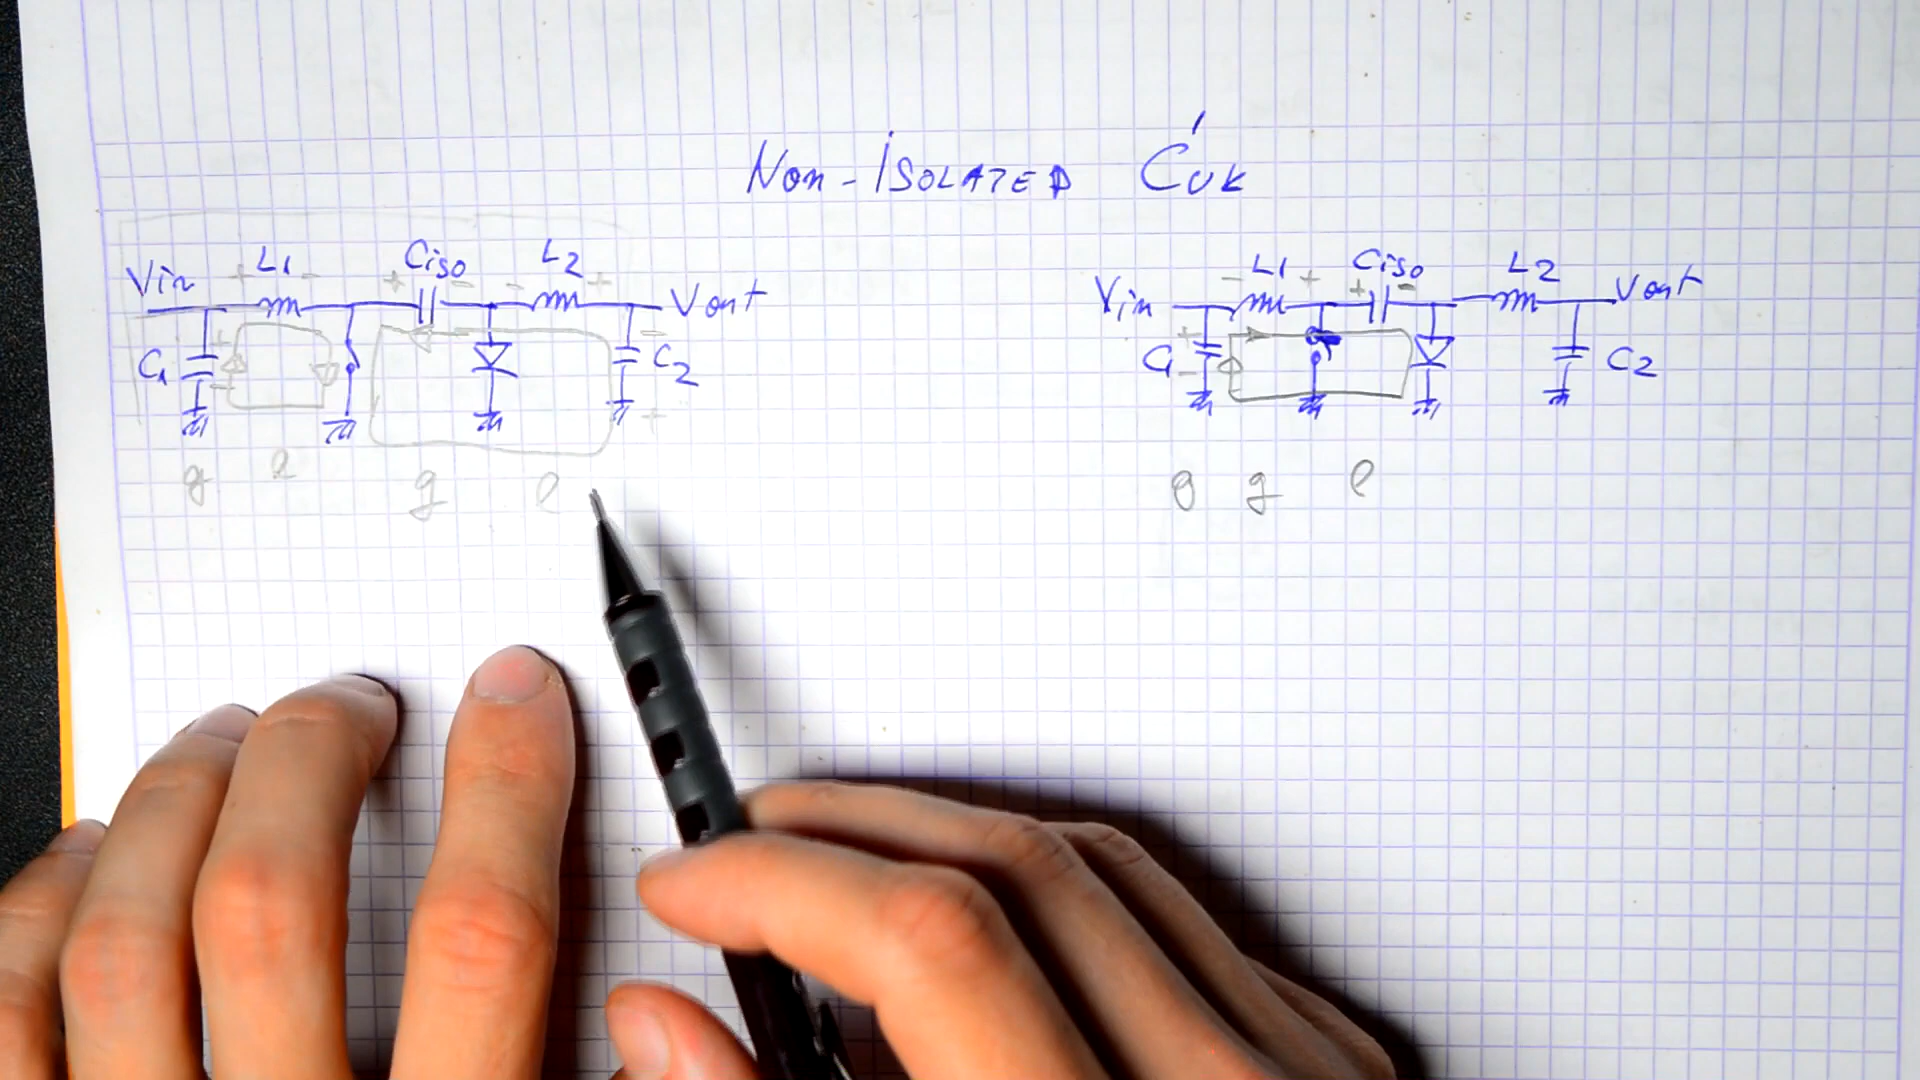 Non-Isolated Ćuk
Vin L1 Ciso L2 Vout
+ - + - - +
C1 C2
+ - - +
g e g e
Vin L1 Ciso L2 Vout
- + + -
C1 C2
+ -
g g e